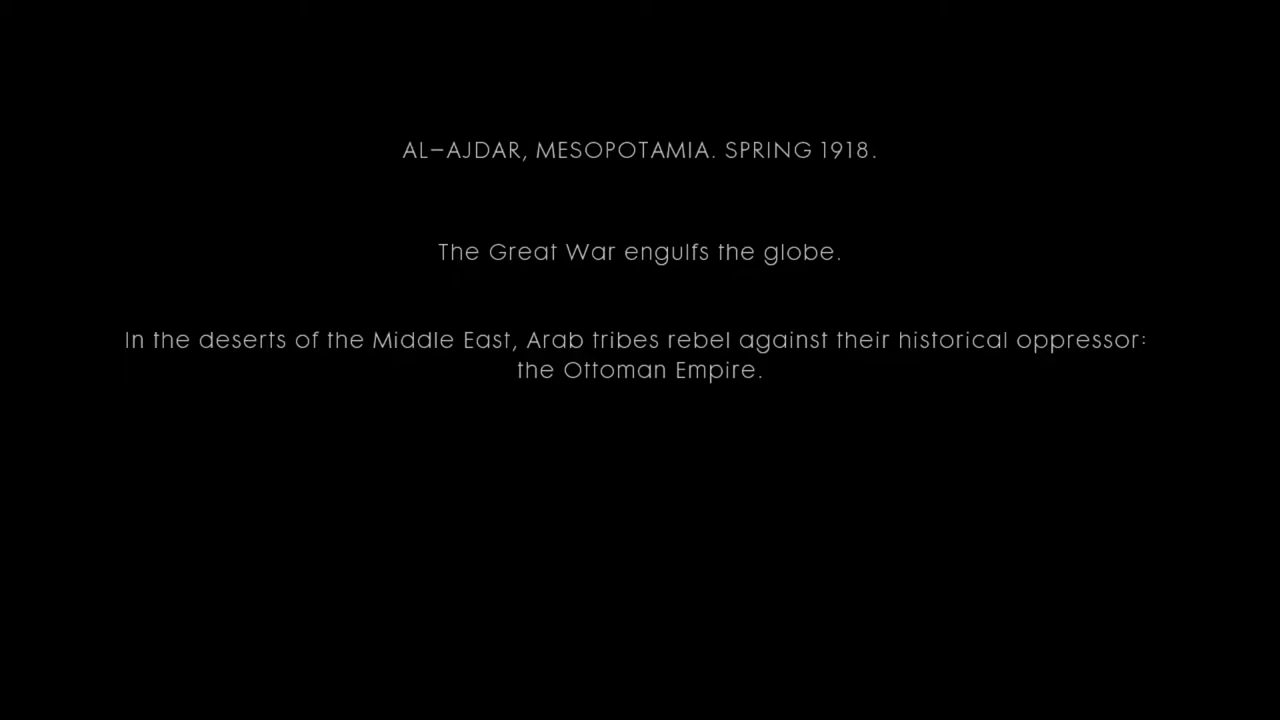 AL–AJDAR, MESOPOTAMIA. SPRING 1918.
The Great War engulfs the globe.
In the deserts of the Middle East, Arab tribes rebel against their historical oppressor:
the Ottoman Empire.